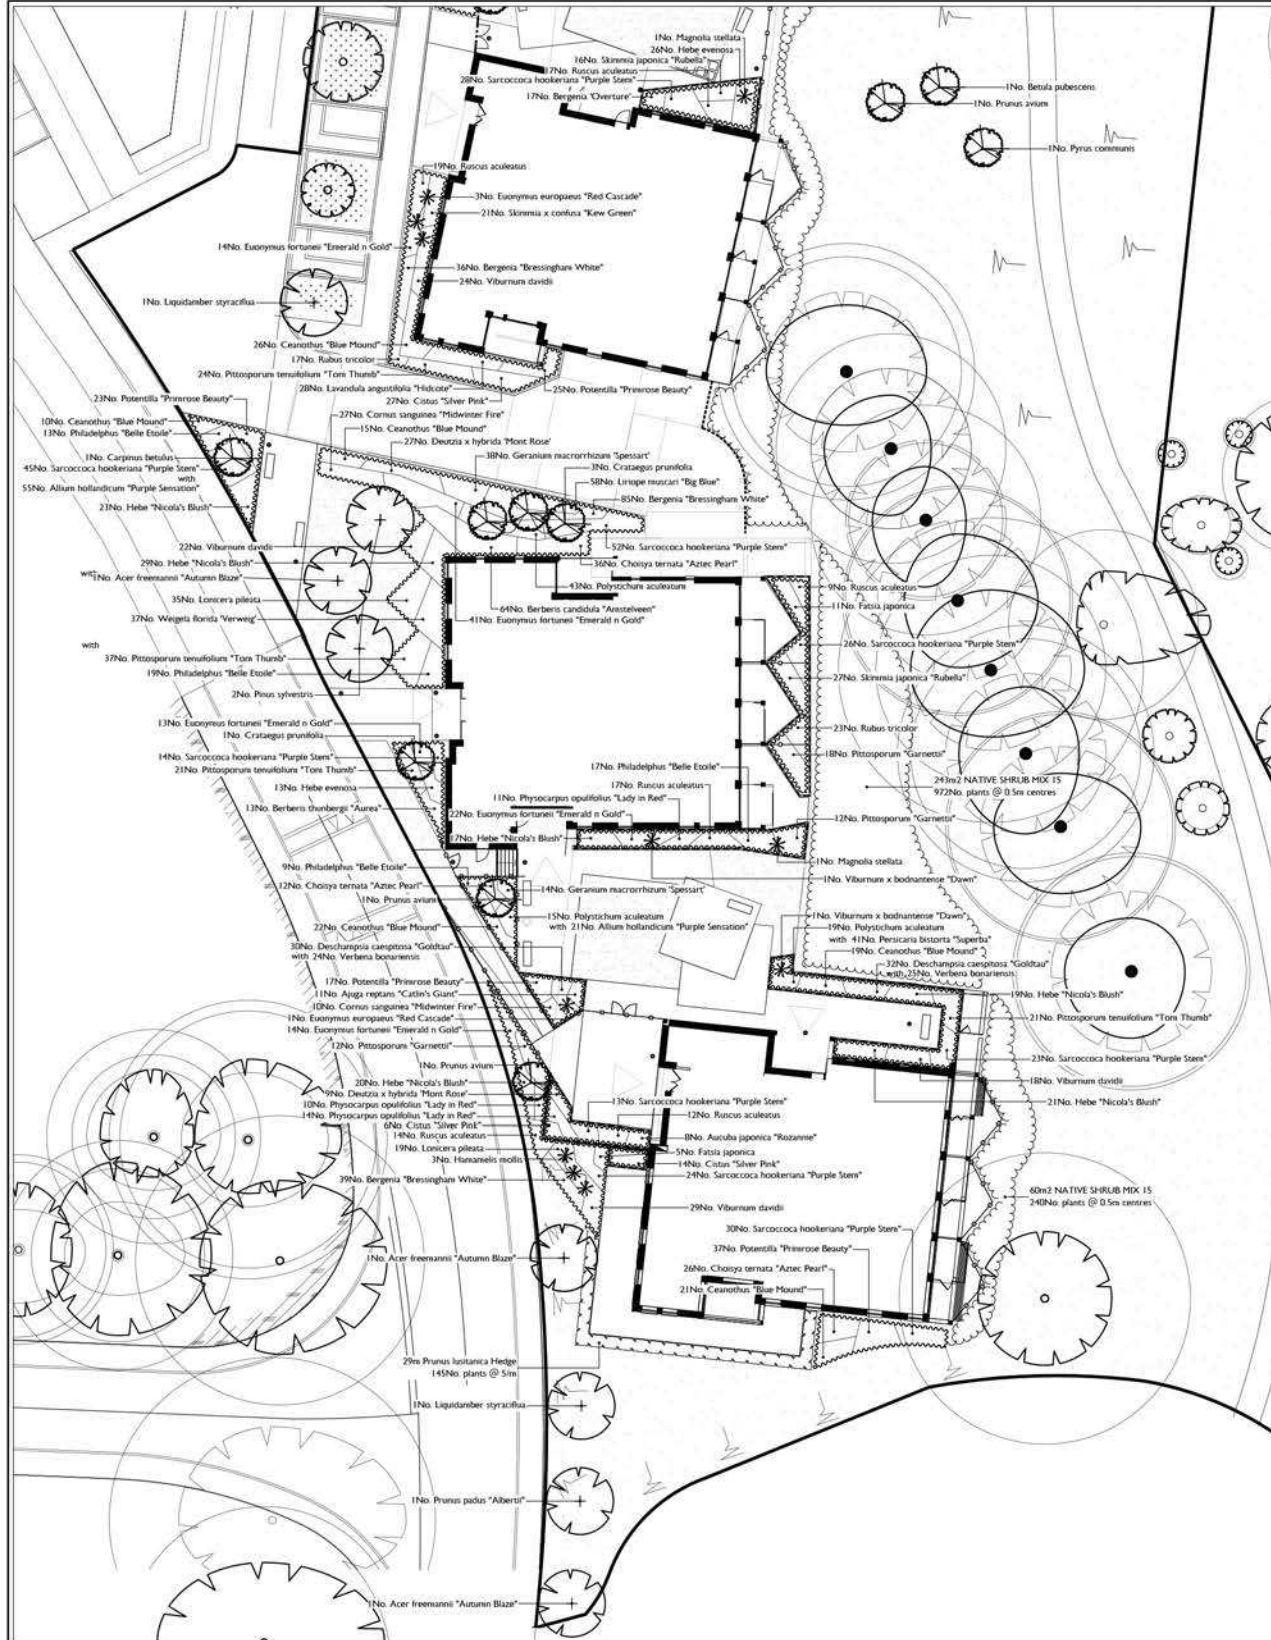 1No. Magnolia stellata
26No. Hebe evenosa
16No. Skimmia japonica "Rubella"
17No. Ruscus aculeatus
28No. Sarcoccoca hookeriana "Purple Stem"
17No. Bergenia 'Overture'
1No. Betula pubescens
1No. Prunus avium
1No. Pyrus communis
19No. Ruscus aculeatus
3No. Euonymius europaeus "Red Cascade"
21No. Skimmia x confusa "Kew Green"
14No. Euonymus fortuneii "Emerald n Gold"
36No. Bergenia "Bressingham White"
24No. Viburnum davidii
1No. Liquidamber styraciflua
26No. Ceanothus "Blue Mound"
17No. Rubus tricolor
24No. Pittosporum tenuifolium "Tom Thumb"
28No. Lavandula angustifolia "Hidcote"
27No. Cistus "Silver Pink"
25No. Potentilla "Primrose Beauty"
23No. Potentilla "Primrose Beauty"
10No. Ceanothus "Blue Mound"
13No. Philadelphus "Belle Etoile"
1No. Carpinus betulus
45No. Sarcoccoca hookeriana "Purple Stem"
with
55No. Allium hollandicum "Purple Sensation"
23No. Hebe "Nicola's Blush"
27No. Cornus sanguinea "Midwinter Fire"
15No. Ceanothus "Blue Mound"
27No. Deutzia x hybrida 'Mont Rose'
38No. Geranium macrorrhizum 'Spessart'
3No. Crataegus prunifolia
58No. Liriope muscari "Big Blue"
85No. Bergenia "Bressingham White"
52No. Sarcoccoca hookeriana "Purple Stem"
36No. Choisya ternata "Aztec Pearl"
43No. Polystichum aculeatum
64No. Berberis candidula "Amstelveen"
41No. Euonymus fortuneii "Emerald n Gold"
22No. Viburnum davidii
29No. Hebe "Nicola's Blush"
with
1No. Acer freemannii "Autumn Blaze"
35No. Lonicera pileata
37No. Weigela florida 'Verweig'
with
37No. Pittosporum tenuifolium "Tom Thumb"
19No. Philadelphus "Belle Etoile"
2No. Pinus sylvestris
13No. Euonymus fortuneii "Emerald n Gold"
1No. Crataegus prunifolia
14No. Sarcoccoca hookeriana "Purple Stem"
21No. Pittosporum tenuifolium "Tom Thumb"
13No. Hebe evenosa
13No. Berberis thunbergii "Aurea"
9No. Ruscus aculeatus
11No. Fatsia japonica
26No. Sarcoccoca hookeriana "Purple Stem"
27No. Skimmia japonica "Rubella"
23No. Rubus tricolor
18No. Pittosporum "Garnettii"
243m2 NATIVE SHRUB MIX 15
972No. plants @ 0.5m centres
17No. Philadelphus "Belle Etoile"
17No. Ruscus aculeatus
11No. Physocarpus opulifolius "Lady in Red"
22No. Euonymus fortuneii "Emerald n Gold"
17No. Hebe "Nicola's Blush"
12No. Pittosporum "Garnettii"
1No. Magnolia stellata
1No. Viburnum x bodnantense "Dawn"
9No. Philadelphus "Belle Etoile"
12No. Choisya ternata "Aztec Pearl"
1No. Prunus avium
14No. Geranium macrorrhizum 'Spessart'
15No. Polystichum aculeatum
with 21No. Allium hollandicum "Purple Sensation"
22No. Ceanothus "Blue Mound"
30No. Deschampsia caespitosa "Goldtau"
with 24No. Verbena bonariensis
1No. Viburnum x bodnantense "Dawn"
19No. Polystichum aculeatum
with 41No. Persicaria bistorta "Superba"
19No. Ceanothus "Blue Mound"
32No. Deschampsia caespitosa "Goldtau"
with 25No. Verbena bonariensis
19No. Hebe "Nicola's Blush"
21No. Pittosporum tenuifolium "Tom Thumb"
23No. Sarcoccoca hookeriana "Purple Stem"
18No. Viburnum davidii
21No. Hebe "Nicola's Blush"
17No. Potentilla "Primrose Beauty"
11No. Ajuga reptans "Catlin's Giant"
10No. Cornus sanguinea "Midwinter Fire"
1No. Euonymus europaeus "Red Cascade"
14No. Euonymus fortuneii "Emerald n Gold"
12No. Pittosporum "Garnettii"
1No. Prunus avium
20No. Hebe "Nicola's Blush"
9No. Deutzia x hybrida 'Mont Rose'
10No. Physocarpus opulifolius "Lady in Red"
14No. Physocarpus opulifolius "Lady in Red"
6No. Cistus "Silver Pink"
14No. Ruscus aculeatus
19No. Lonicera pileata
3No. Hamamelis mollis
39No. Bergenia "Bressingham White"
13No. Sarcoccoca hookeriana "Purple Stem"
12No. Ruscus aculeatus
8No. Aucuba japonica "Rozannie"
5No. Fatsia japonica
14No. Cistus "Silver Pink"
24No. Sarcoccoca hookeriana "Purple Stem"
29No. Viburnum davidii
60m2 NATIVE SHRUB MIX 15
240No. plants @ 0.5m centres
30No. Sarcoccoca hookeriana "Purple Stem"
37No. Potentilla "Primrose Beauty"
26No. Choisya ternata "Aztec Pearl"
21No. Ceanothus "Blue Mound"
1No. Acer freemannii "Autumn Blaze"
29m Prunus lusitanica Hedge
145No. plants @ 5/m
1No. Liquidamber styraciflua
1No. Prunus padus "Albertii"
1No. Acer freemannii "Autumn Blaze"